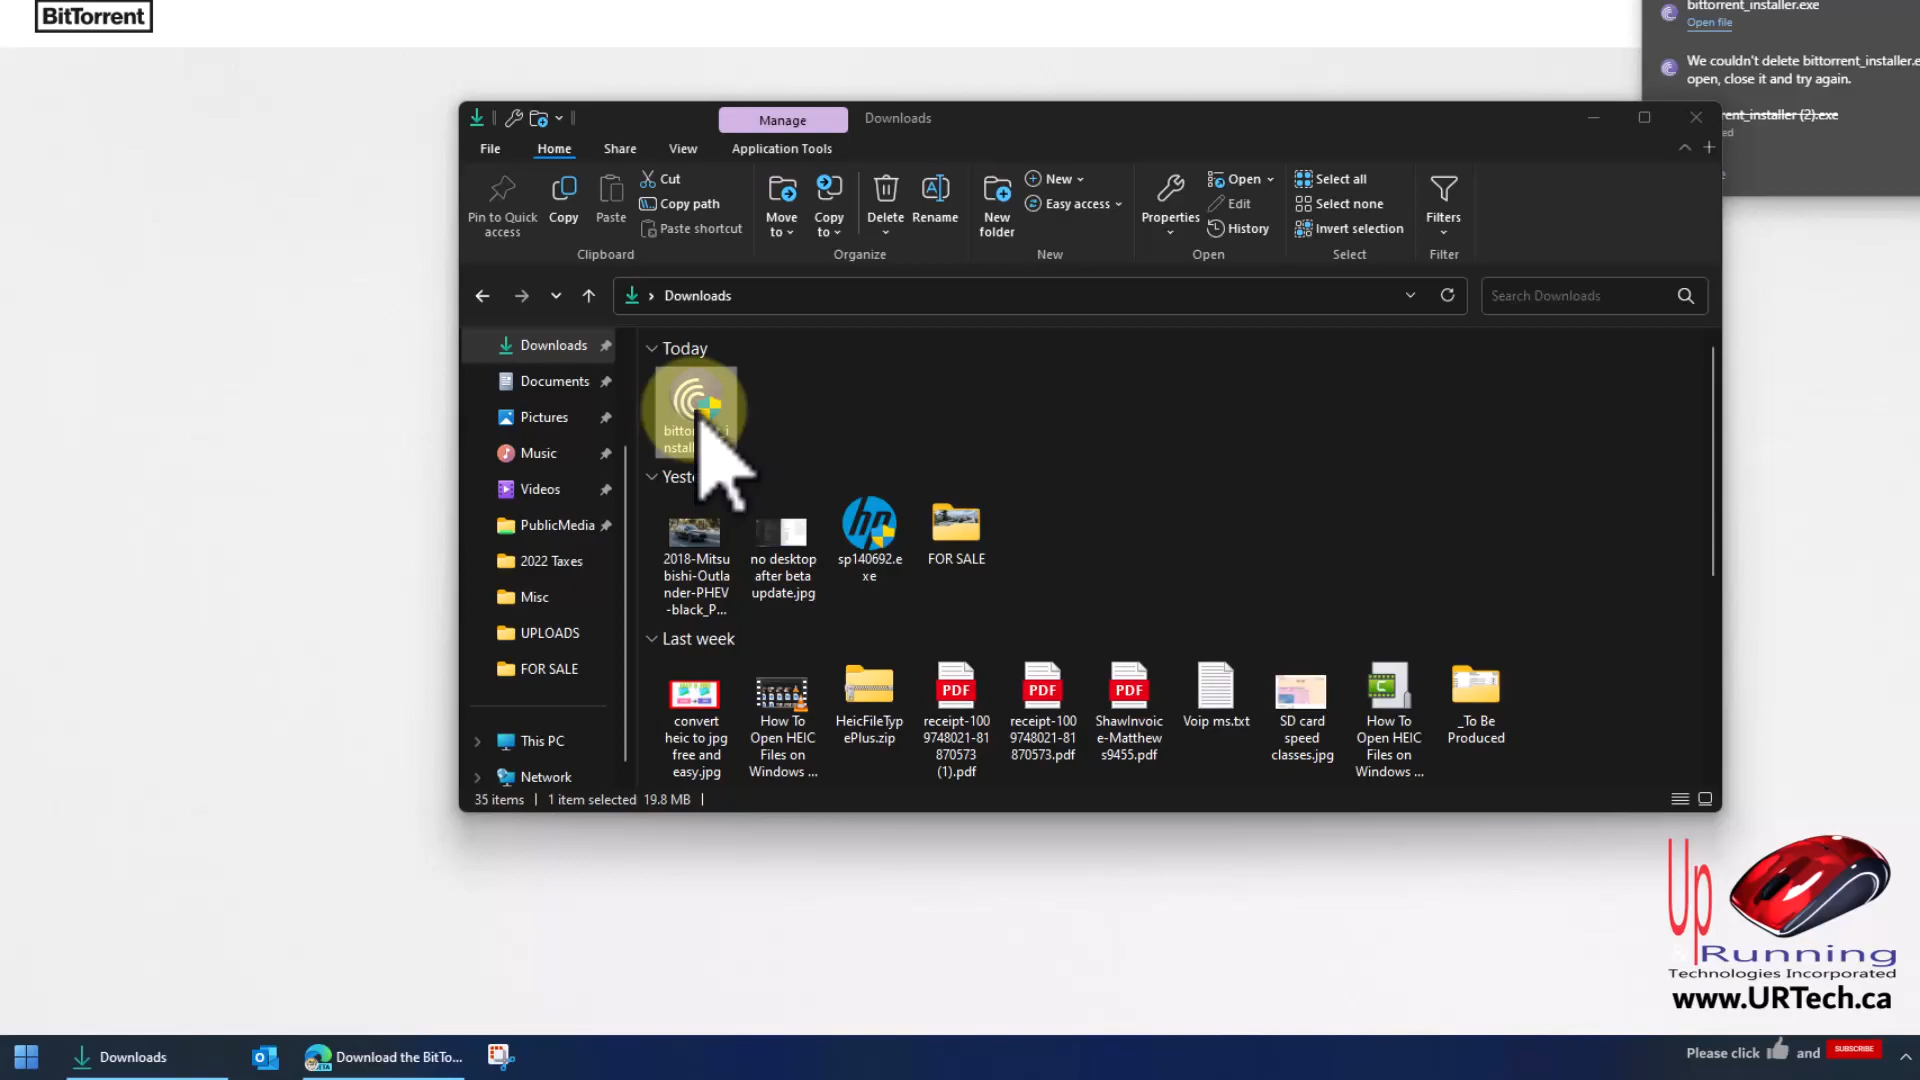 BitTorrent
bittorrent_installer.exe
Open file
We couldn't delete bittorrent_installer.e
open, close it and try again.
rent_installer (2).exe
Manage
Downloads
File
Home
Share
View
Application Tools
Pin to Quick
access
Copy
Paste
Cut
Copy path
Paste shortcut
Clipboard
Move
to
Copy
to
Delete
Rename
Organize
New
folder
New
Easy access
New
Properties
Open
Edit
History
Open
Select all
Select none
Invert selection
Select
Filters
Filter
Downloads
Search Downloads
Downloads
Documents
Pictures
Music
Videos
PublicMedia
2022 Taxes
Misc
UPLOADS
FOR SALE
This PC
Network
Today
Yest
2018-Mitsu
bishi-Outla
nder-PHEV
-black_P...
no desktop
after beta
update.jpg
sp140692.e
xe
FOR SALE
Last week
convert
heic to jpg
free and
easy.jpg
How To
Open HEIC
Files on
Windows ...
HeicFileTyp
ePlus.zip
receipt-100
9748021-81
870573
(1).pdf
receipt-100
9748021-81
870573.pdf
ShawInvoic
e-Matthew
s9455.pdf
Voip ms.txt
SD card
speed
classes.jpg
How To
Open HEIC
Files on
Windows ...
_To Be
Produced
35 items
1 item selected 19.8 MB
Up
Running
Technologies Incorporated
www.URTech.ca
Downloads
Download the BitTo...
Please click and SUBSCRIBE